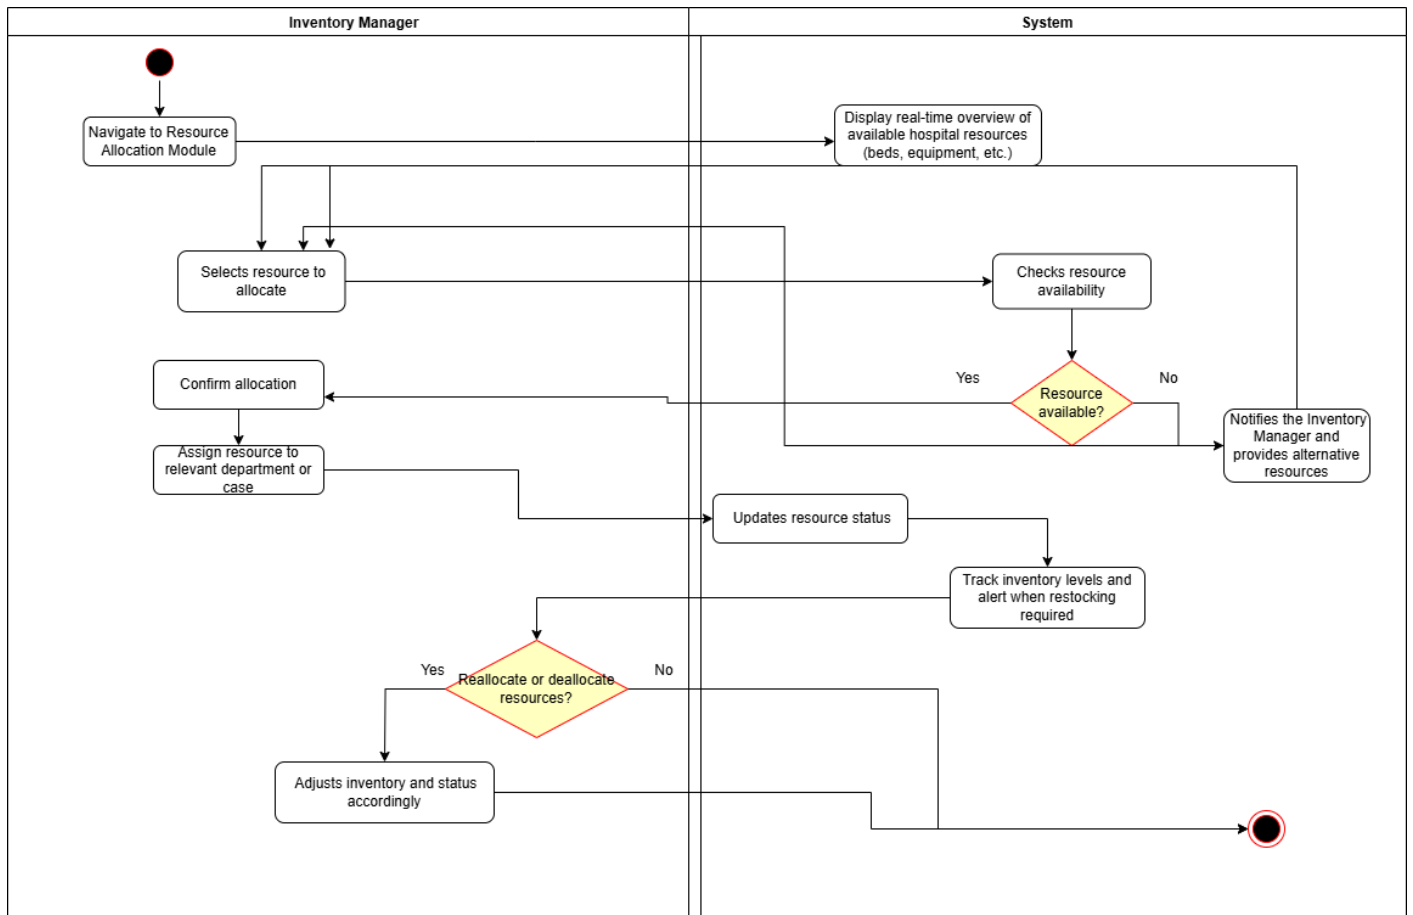 Inventory Manager
System
Navigate to Resource
Allocation Module
Display real-time overview of
available hospital resources
(beds, equipment, etc.)
Selects resource to
allocate
Checks resource
availability
Confirm allocation
Yes
Resource
available?
No
Notifies the Inventory
Manager and
provides alternative
resources
Assign resource to
relevant department or
case
Updates resource status
Track inventory levels and
alert when restocking
required
Yes
Reallocate or deallocate
resources?
No
Adjusts inventory and status
accordingly